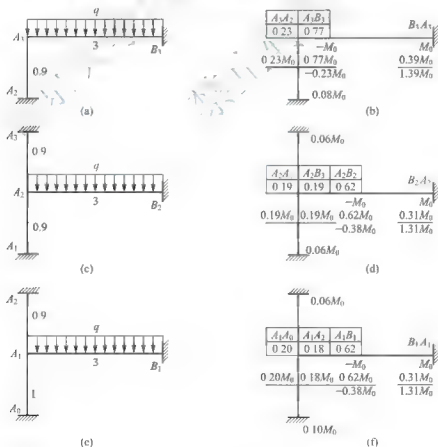 q
A₃
3
B₃
0.9
A₂
(a)
A₃A₂ A₃B₃
0 23 0 77
B₃A₃
−M₀ M₀
0 23M₀ 0 77M₀ 0.39M₀
−0.23M₀ 1.39M₀
0.08M₀
(b)
A₃
0 9
q
A₂
3
B₂
0.9
A₁
(c)
0.06M₀
A₂B₃ A₂B₂
0 19 0 19 0 62
−M₀ M₀
0.19M₀ 0 19M₀ 0.62M₀ 0.31M₀
−0.38M₀ 1.31M₀
0.06M₀
(d)
A₂
0 9
q
A₁
3
B₁
1
A₀
(e)
0.06M₀
A₁A₀ A₁A₂ A₁B₁
0 20 0 18 0 62
B₁A₁
−M₀ M₀
0 20M₀ 0 18M₀ 0 62M₀ 0.31M₀
−0.38M₀ 1.31M₀
0 10M₀
(f)